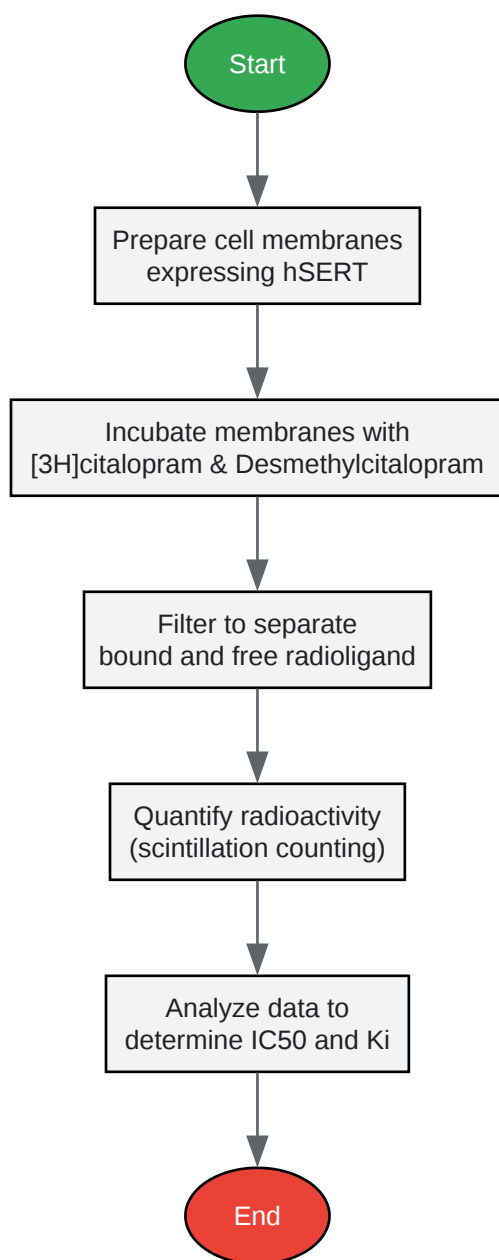 Start
Prepare cell membranes
expressing hSERT
Incubate membranes with
[3H]citalopram & Desmethylcitalopram
Filter to separate
bound and free radioligand
Quantify radioactivity
(scintillation counting)
Analyze data to
determine IC50 and Ki
End